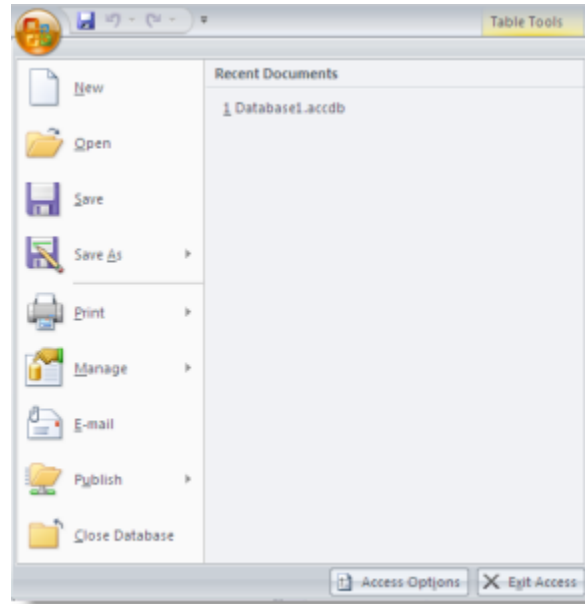 Table Tools
New
Open
Save
Save As
Print
Manage
E-mail
Publish
Close Database
Recent Documents
1 Database1.accdb
Access Options
Exit Access